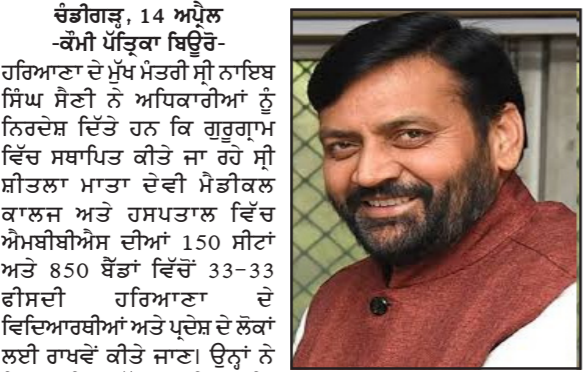 ਚੰਡੀਗੜ੍ਹ, 14 ਅਪ੍ਰੈਲ
-ਕੌਮੀ ਪੱਤ੍ਰਿਕਾ ਬਿਊਰੋ-
ਹਰਿਆਣਾ ਦੇ ਮੁੱਖ ਮੰਤਰੀ ਸ੍ਰੀ ਨਾਇਬ
ਸਿੰਘ ਸੈਣੀ ਨੇ ਅਧਿਕਾਰੀਆਂ ਨੂੰ
ਨਿਰਦੇਸ਼ ਦਿੱਤੇ ਹਨ ਕਿ ਗੁਰੂਗ੍ਰਾਮ
ਵਿੱਚ ਸਥਾਪਿਤ ਕੀਤੇ ਜਾ ਰਹੇ ਸ੍ਰੀ
ਸ਼ੀਤਲਾ ਮਾਤਾ ਦੇਵੀ ਮੈਡੀਕਲ
ਕਾਲਜ ਅਤੇ ਹਸਪਤਾਲ ਵਿੱਚ
ਐਮਬੀਬੀਐਸ ਦੀਆਂ 150 ਸੀਟਾਂ
ਅਤੇ 850 ਬੈੱਡਾਂ ਵਿੱਚੋਂ 33-33
ਫੀਸਦੀ ਹਰਿਆਣਾ ਦੇ
ਵਿਦਿਆਰਥੀਆਂ ਅਤੇ ਪ੍ਰਦੇਸ਼ ਦੇ ਲੋਕਾਂ
ਲਈ ਰਾਖਵੇਂ ਕੀਤੇ ਜਾਣ। ਉਨ੍ਹਾਂ ਨੇ